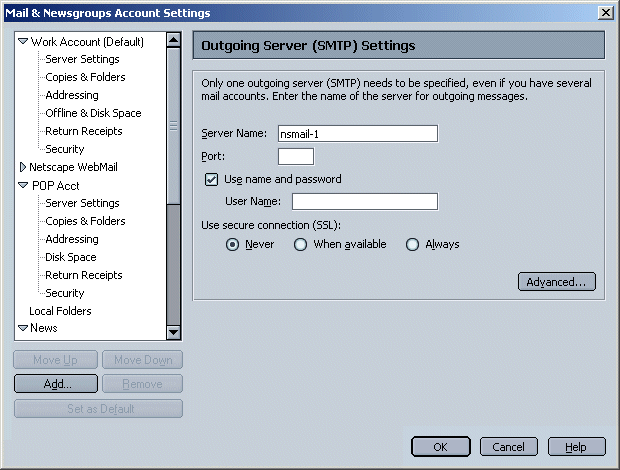 Mail & Newsgroups Account Settings
Work Account (Default)
Server Settings
Copies & Folders
Addressing
Offline & Disk Space
Return Receipts
Security
Netscape WebMail
POP Acct
Server Settings
Copies & Folders
Addressing
Disk Space
Return Receipts
Security
Local Folders
News
Move Up
Move Down
Add...
Remove
Set as Default
Outgoing Server (SMTP) Settings
Only one outgoing server (SMTP) needs to be specified, even if you have several
mail accounts. Enter the name of the server for outgoing messages.
Server Name: nsmail-1
Port:
Use name and password
User Name:
Use secure connection (SSL):
Never When available Always
Advanced...
OK Cancel Help